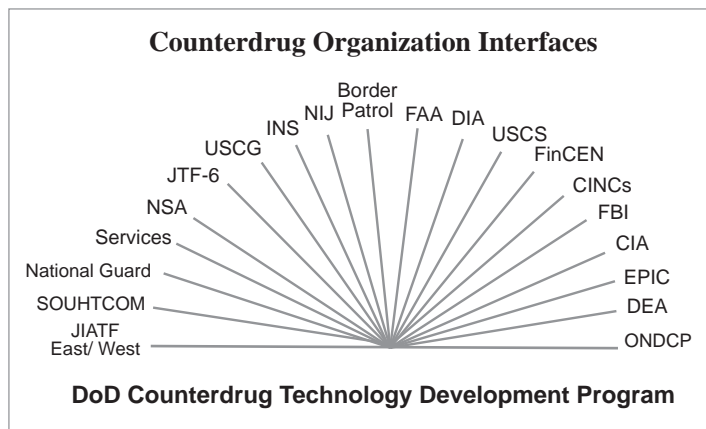 Counterdrug Organization Interfaces
JIATF
East/ West
SOUHTCOM
National Guard
Services
NSA
JTF-6
USCG
INS
NIJ
Border
Patrol
FAA
DIA
USCS
FinCEN
CINCs
FBI
CIA
EPIC
DEA
ONDCP
DoD Counterdrug Technology Development Program